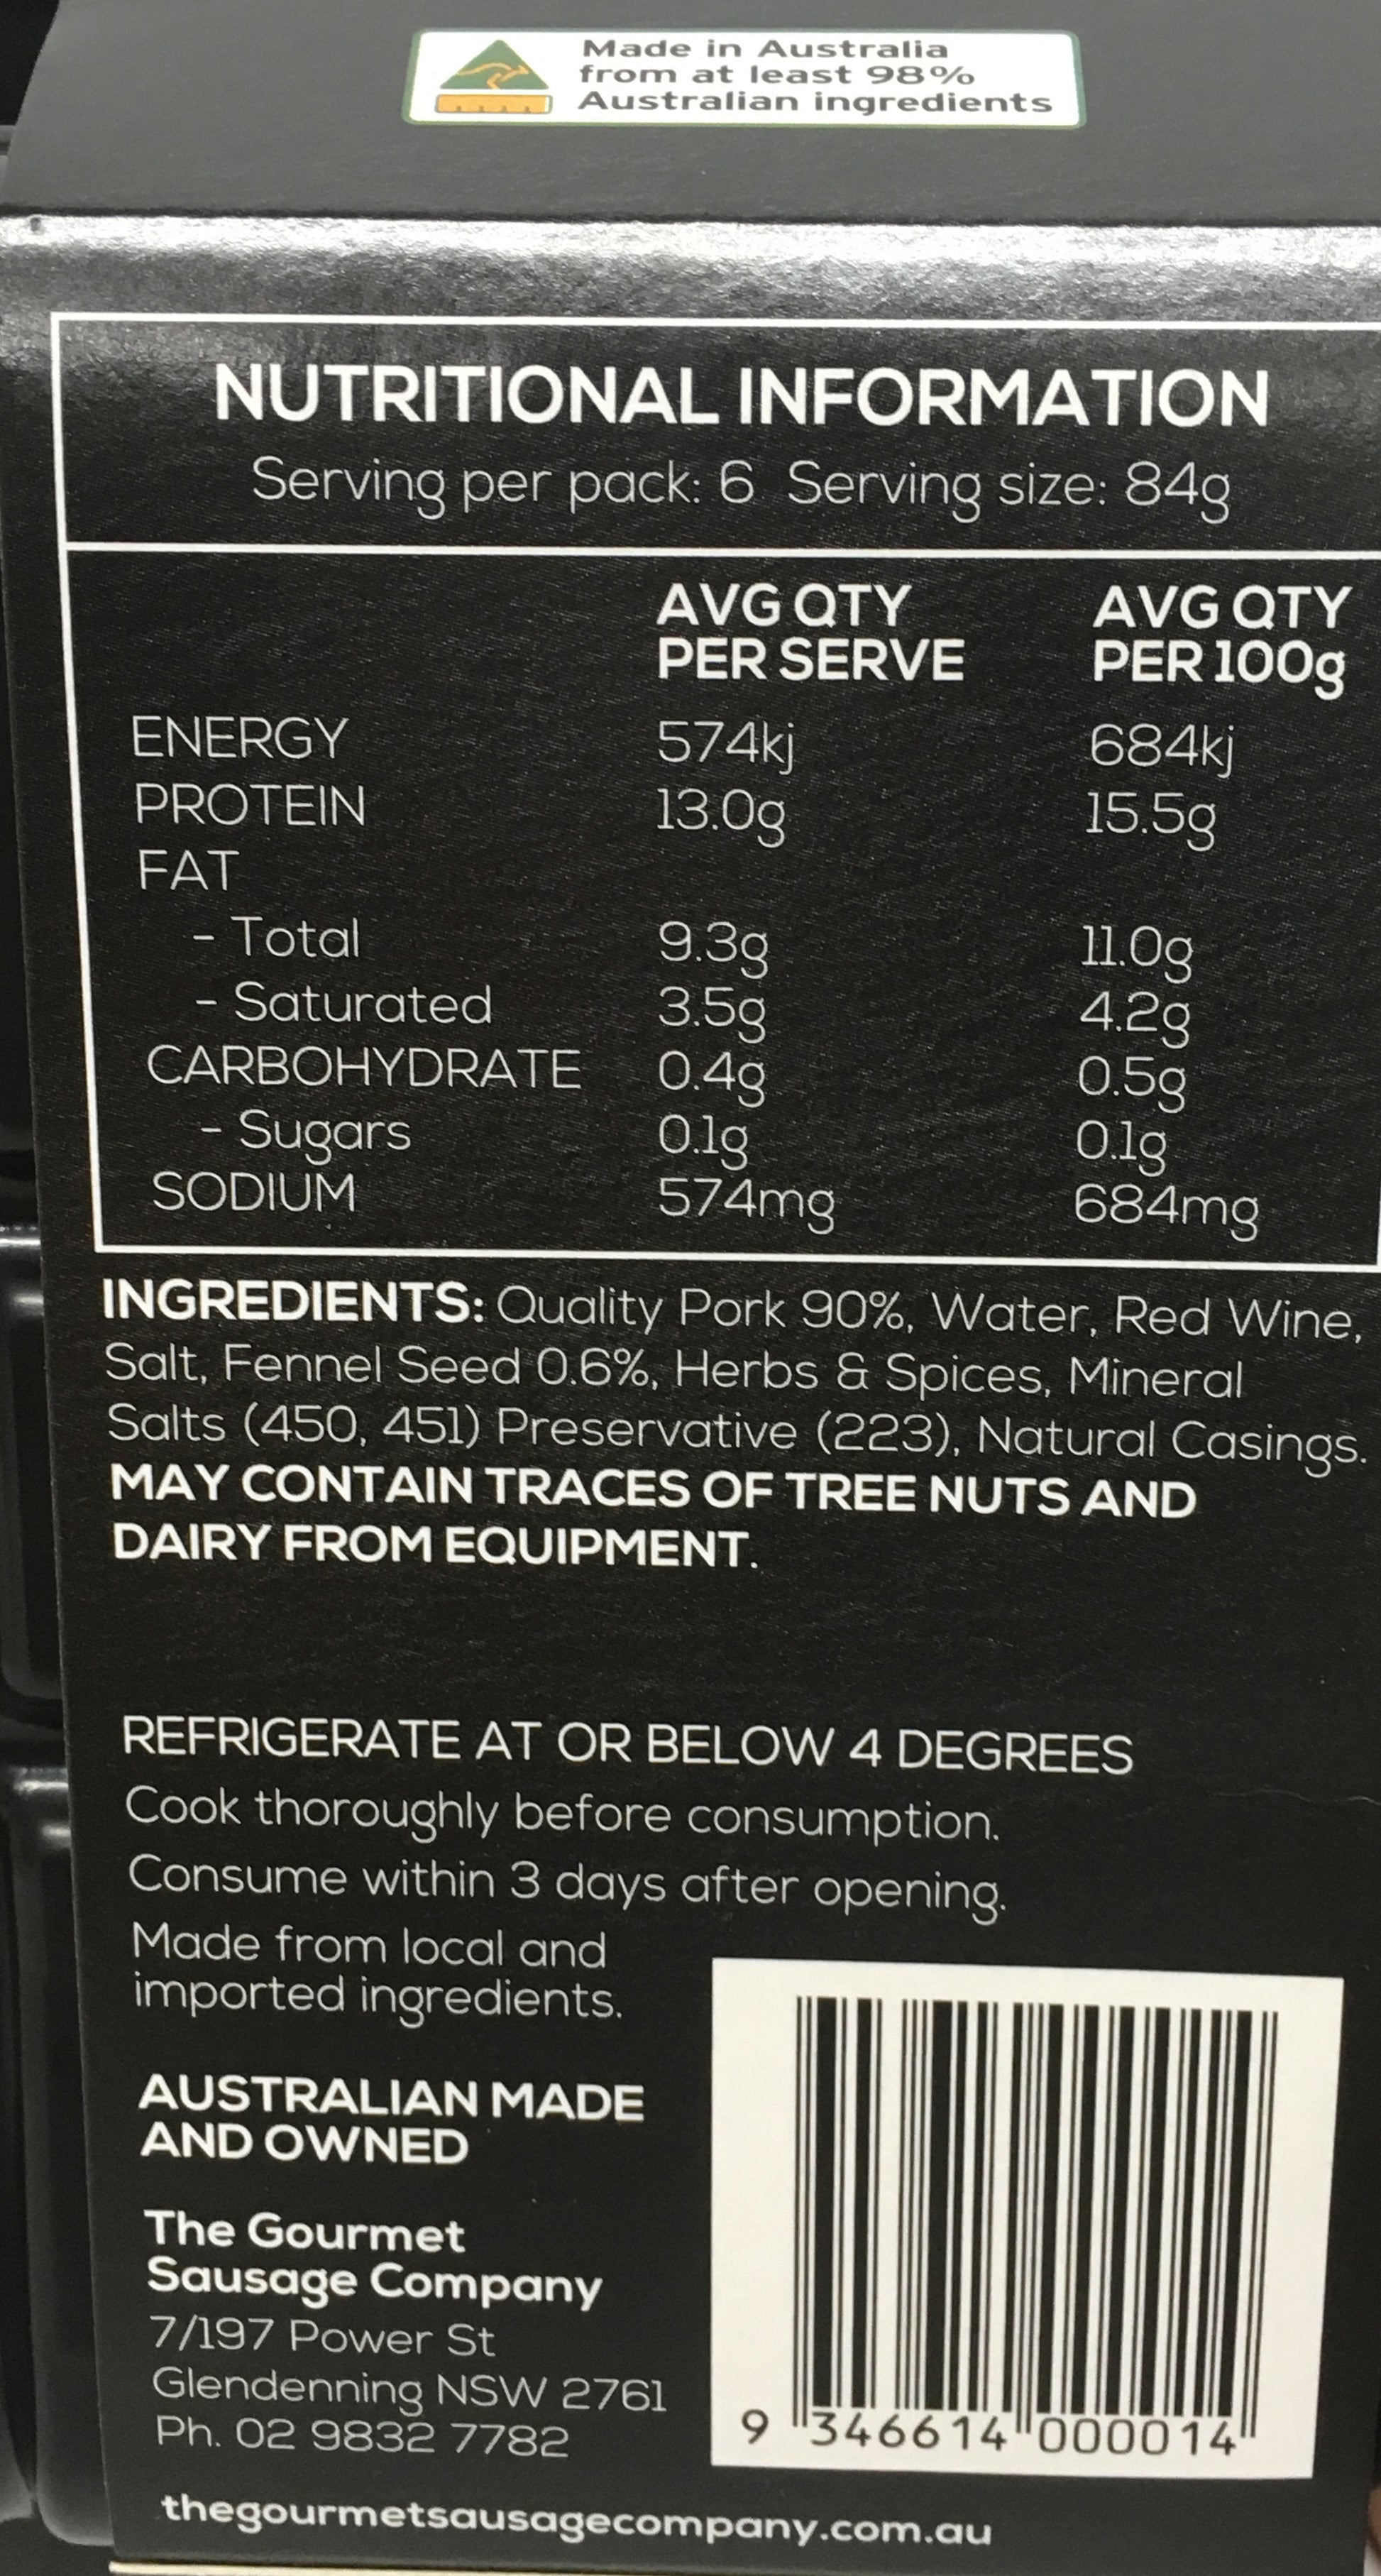 Made in Australia
from at least 98%
Australian ingredients
NUTRITIONAL INFORMATION
Serving per pack: 6 Serving size: 84g
AVG QTY PER SERVE AVG QTY PER 100g
ENERGY 574kj 684kj
PROTEIN 13.0g 15.5g
FAT
- Total 9.3g 11.0g
- Saturated 3.5g 4.2g
CARBOHYDRATE 0.4g 0.5g
- Sugars 0.1g 0.1g
SODIUM 574mg 684mg
INGREDIENTS: Quality Pork 90%, Water, Red Wine,
Salt, Fennel Seed 0.6%, Herbs & Spices, Mineral
Salts (450, 451) Preservative (223), Natural Casings.
MAY CONTAIN TRACES OF TREE NUTS AND
DAIRY FROM EQUIPMENT.
REFRIGERATE AT OR BELOW 4 DEGREES
Cook thoroughly before consumption.
Consume within 3 days after opening.
Made from local and
imported ingredients.
AUSTRALIAN MADE
AND OWNED
The Gourmet
Sausage Company
7/197 Power St
Glendenning NSW 2761
Ph. 02 9832 7782
9 346614 000014
thegourmetsausagecompany.com.au